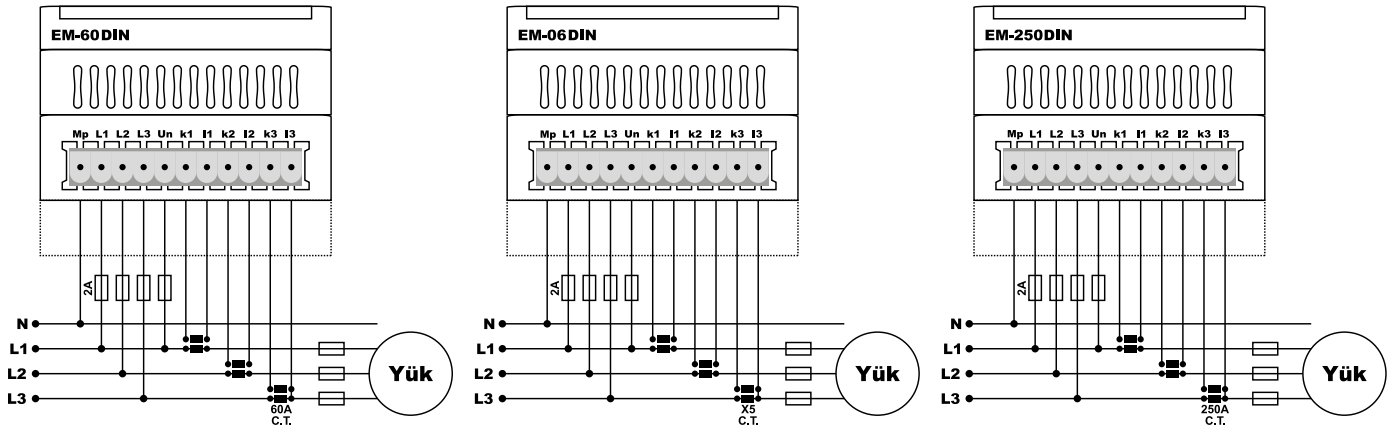 EM-60DIN
Mp L1 L2 L3 Un k1 l1 k2 l2 k3 l3
2A
N
L1
L2
L3
Yük
60A
C.T.
EM-06DIN
Mp L1 L2 L3 Un k1 l1 k2 l2 k3 l3
2A
N
L1
L2
L3
Yük
X5
C.T.
EM-250DIN
Mp L1 L2 L3 Un k1 l1 k2 l2 k3 l3
2A
N
L1
L2
L3
Yük
250A
C.T.